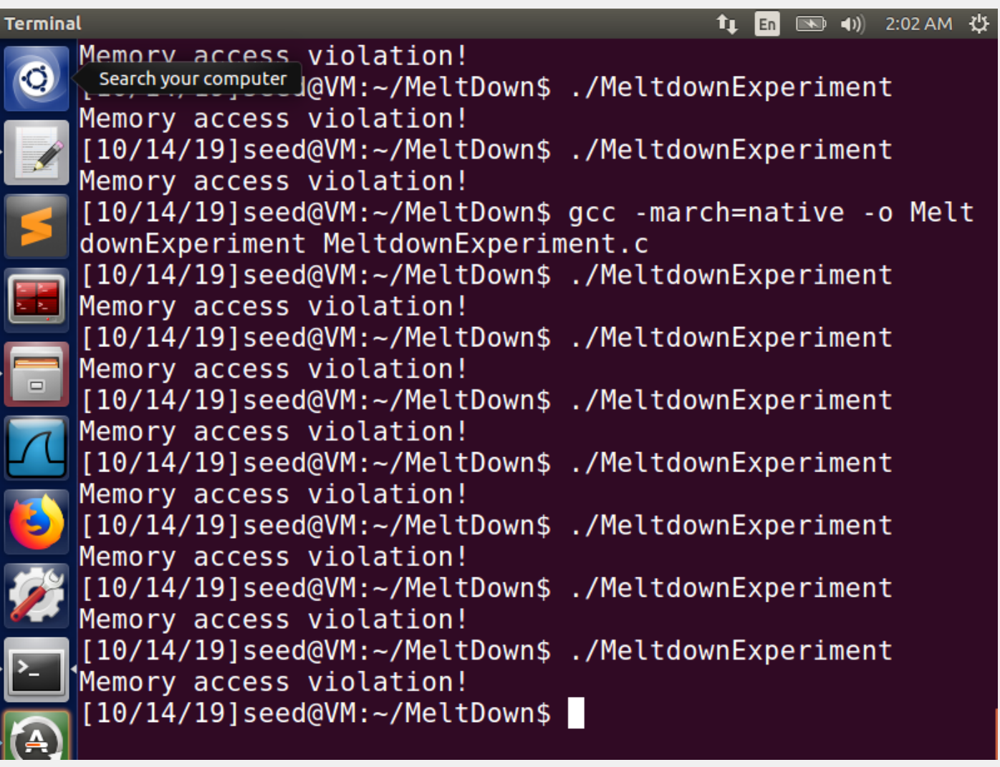 Terminal
En
2:02 AM
Memory access violation!
Search your computer
d@VM:~/MeltDown$ ./MeltdownExperiment
Memory access violation!
[10/14/19]seed@VM:~/MeltDown$ ./MeltdownExperiment
Memory access violation!
[10/14/19]seed@VM:~/MeltDown$ gcc -march=native -o Melt
downExperiment MeltdownExperiment.c
[10/14/19]seed@VM:~/MeltDown$ ./MeltdownExperiment
Memory access violation!
[10/14/19]seed@VM:~/MeltDown$ ./MeltdownExperiment
Memory access violation!
[10/14/19]seed@VM:~/MeltDown$ ./MeltdownExperiment
Memory access violation!
[10/14/19]seed@VM:~/MeltDown$ ./MeltdownExperiment
Memory access violation!
[10/14/19]seed@VM:~/MeltDown$ ./MeltdownExperiment
Memory access violation!
[10/14/19]seed@VM:~/MeltDown$ ./MeltdownExperiment
Memory access violation!
[10/14/19]seed@VM:~/MeltDown$ ./MeltdownExperiment
Memory access violation!
[10/14/19]seed@VM:~/MeltDown$